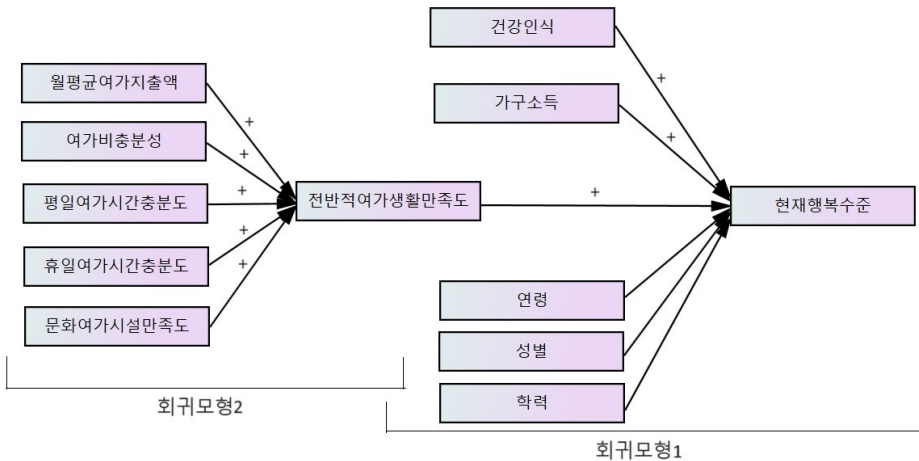 건강인식
+
가구소득
+
월평균여가지출액
+
여가비충분성
+
평일여가시간충분도
+
휴일여가시간충분도
+
문화여가시설만족도
+
전반적여가생활만족도
+
현재행복수준
연령
성별
학력
회귀모형2
회귀모형1